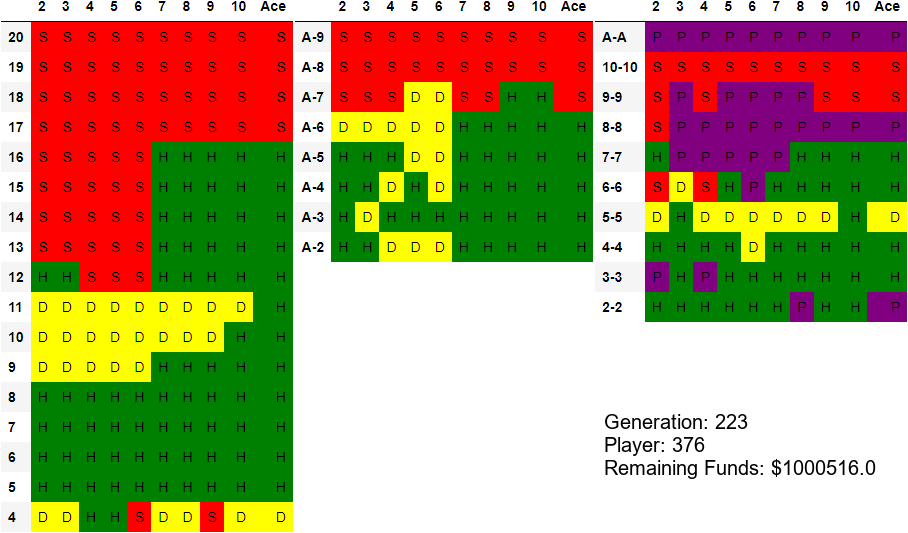 2 3 4 5 6 7 8 9 10 Ace 2 3 4 5 6 7 8 9 10 Ace 2 3 4 5 6 7 8 9 10 Ace
20 S S S S S S S S S S A-9 S S S S S S S S S S A-A P P P P P P P P P P
19 S S S S S S S S S S A-8 S S S S S S S S S S 10-10 S S S S S S S S S S
18 S S S S S S S S S S A-7 S S S D D S S H H S 9-9 S P S P P P P S S S
17 S S S S S S S S S S A-6 D D D D D H H H H H 8-8 S P P P P P P P P P
16 S S S S S H H H H H A-5 H H H D D H H H H H 7-7 H P P P P P H H H H
15 S S S S S H H H H H A-4 H H D H D H H H H H 6-6 S D S H P H H H H H
14 S S S S S H H H H H A-3 H D H H H H H H H H 5-5 D H D D D D D D H D
13 S S S S S H H H H H A-2 H H D D D H H H H H 4-4 H H H H D H H H H H
12 H H S S S H H H H H 3-3 P H P H H H H H H H
11 D D D D D D D D D H 2-2 H H H H H H P H H P
10 D D D D D D D D H H
9 D D D D D H H H H H
8 H H H H H H H H H H
7 H H H H H H H H H H
6 H H H H H H H H H H
5 H H H H H H H H H H
4 D D H H S D D S D D
Generation: 223
Player: 376
Remaining Funds: $1000516.0